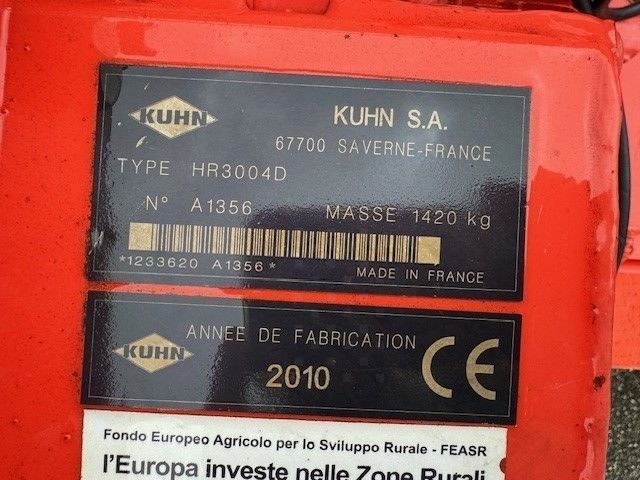 KUHN
KUHN S.A.
67700 SAVERNE-FRANCE
TYPE HR3004D
N° A1356 MASSE 1420 kg
*1233620 A1356*
MADE IN FRANCE
KUHN
ANNEE DE FABRICATION
2010
CE
Fondo Europeo Agricolo per lo Sviluppo Rurale - FEASR
l'Europa investe nelle Zone Rurali